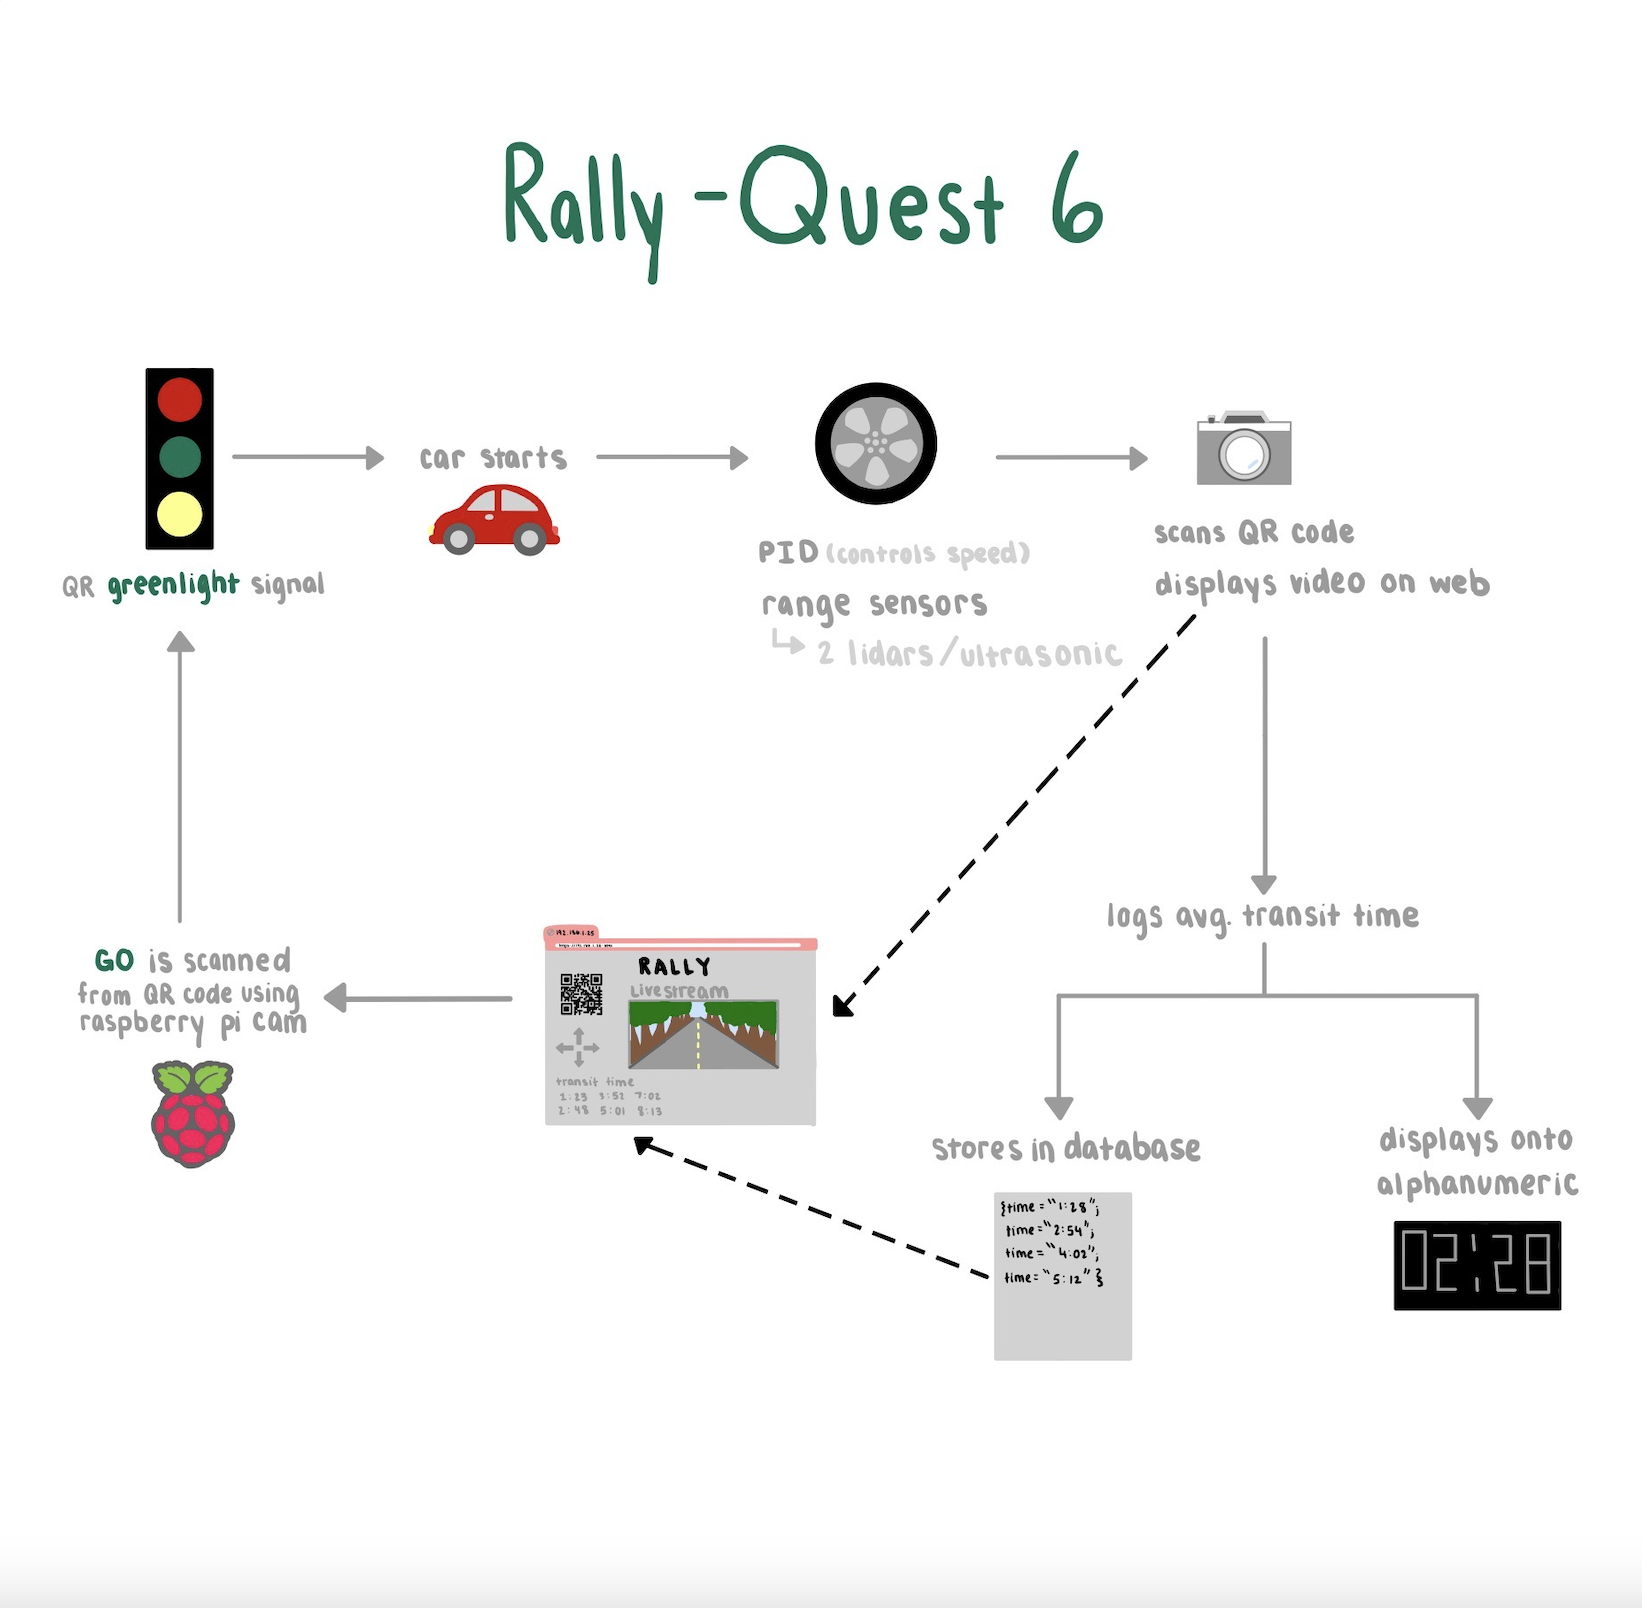 Rally - Quest 6
QR greenlight signal
car starts
PID (controls speed)
range sensors
2 lidars/ultrasonic
scans QR code
displays video on web
logs avg. transit time
stores in database
{time = "1:28";
time = "2:54";
time = "4:02";
time = "5:12" }
displays onto
alphanumeric
02:28
192.168.1.25
RALLY
Livestream
transit time
1:23 3:52 7:02
2:48 5:01 8:13
GO is scanned
from QR code using
raspberry pi cam